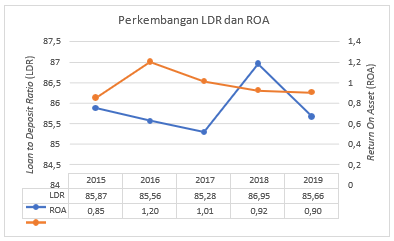 Perkembangan LDR dan ROA
Loan to Deposit Ratio (LDR)
87,5
87
86,5
86
85,5
85
84,5
84
1,4
1,2
1
0,8
0,6
0,4
0,2
0
Return On Asset (ROA)
2015 2016 2017 2018 2019
LDR 85,87 85,56 85,28 86,95 85,66
ROA 0,85 1,20 1,01 0,92 0,90